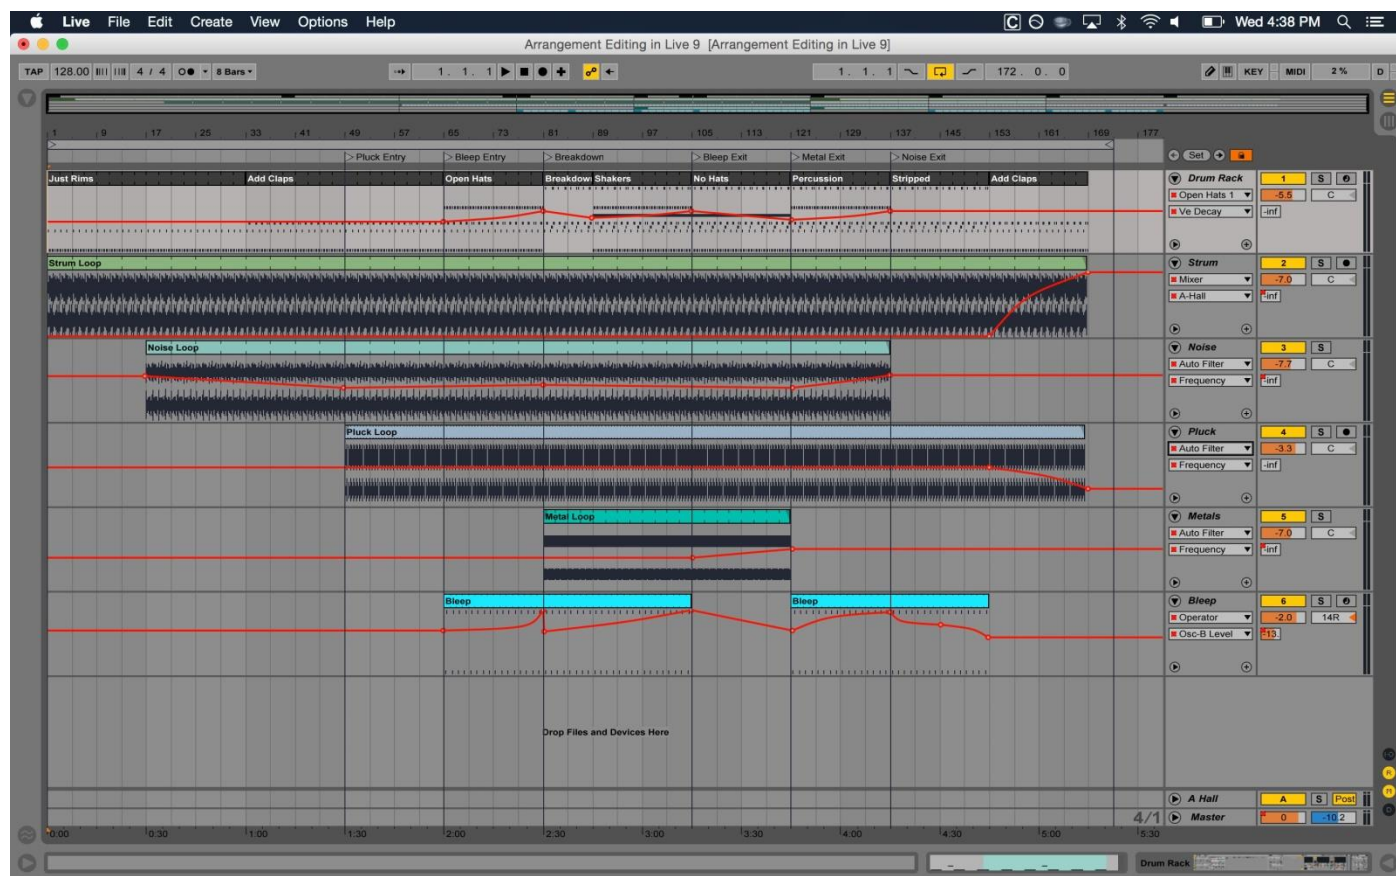 Live File Edit Create View Options Help Wed 4:38 PM
Arrangement Editing in Live 9 [Arrangement Editing in Live 9]
TAP 128.00 4 / 4 8 Bars 1. 1. 1 1. 1. 1 172. 0. 0 KEY MIDI 2 % D
1 9 17 25 33 41 49 57 65 73 81 89 97 105 113 121 129 137 145 153 161 169 177
Pluck Entry Bleep Entry Breakdown Bleep Exit Metal Exit Noise Exit Set
Just Rims Add Claps Open Hats Breakdown Shakers No Hats Percussion Stripped Add Claps Drum Rack 1 S
Open Hats 1 -5.5 C
Ve Decay -inf
Strum Loop Strum 2 S
Mixer -7.0 C
A-Hall -inf
Noise Loop Noise 3 S
Auto Filter -7.7 C
Frequency -inf
Pluck Loop Pluck 4 S
Auto Filter -3.3 C
Frequency -inf
Metal Loop Metals 5 S
Auto Filter -7.0 C
Frequency -inf
Bleep Bleep Bleep 6 S
Operator -2.0 14R
Osc-B Level -13.
Drop Files and Devices Here
A Hall A S Post
4/1 Master 0 -10.2
0:00 0:30 1:00 1:30 2:00 2:30 3:00 3:30 4:00 4:30 5:00 5:30
Drum Rack